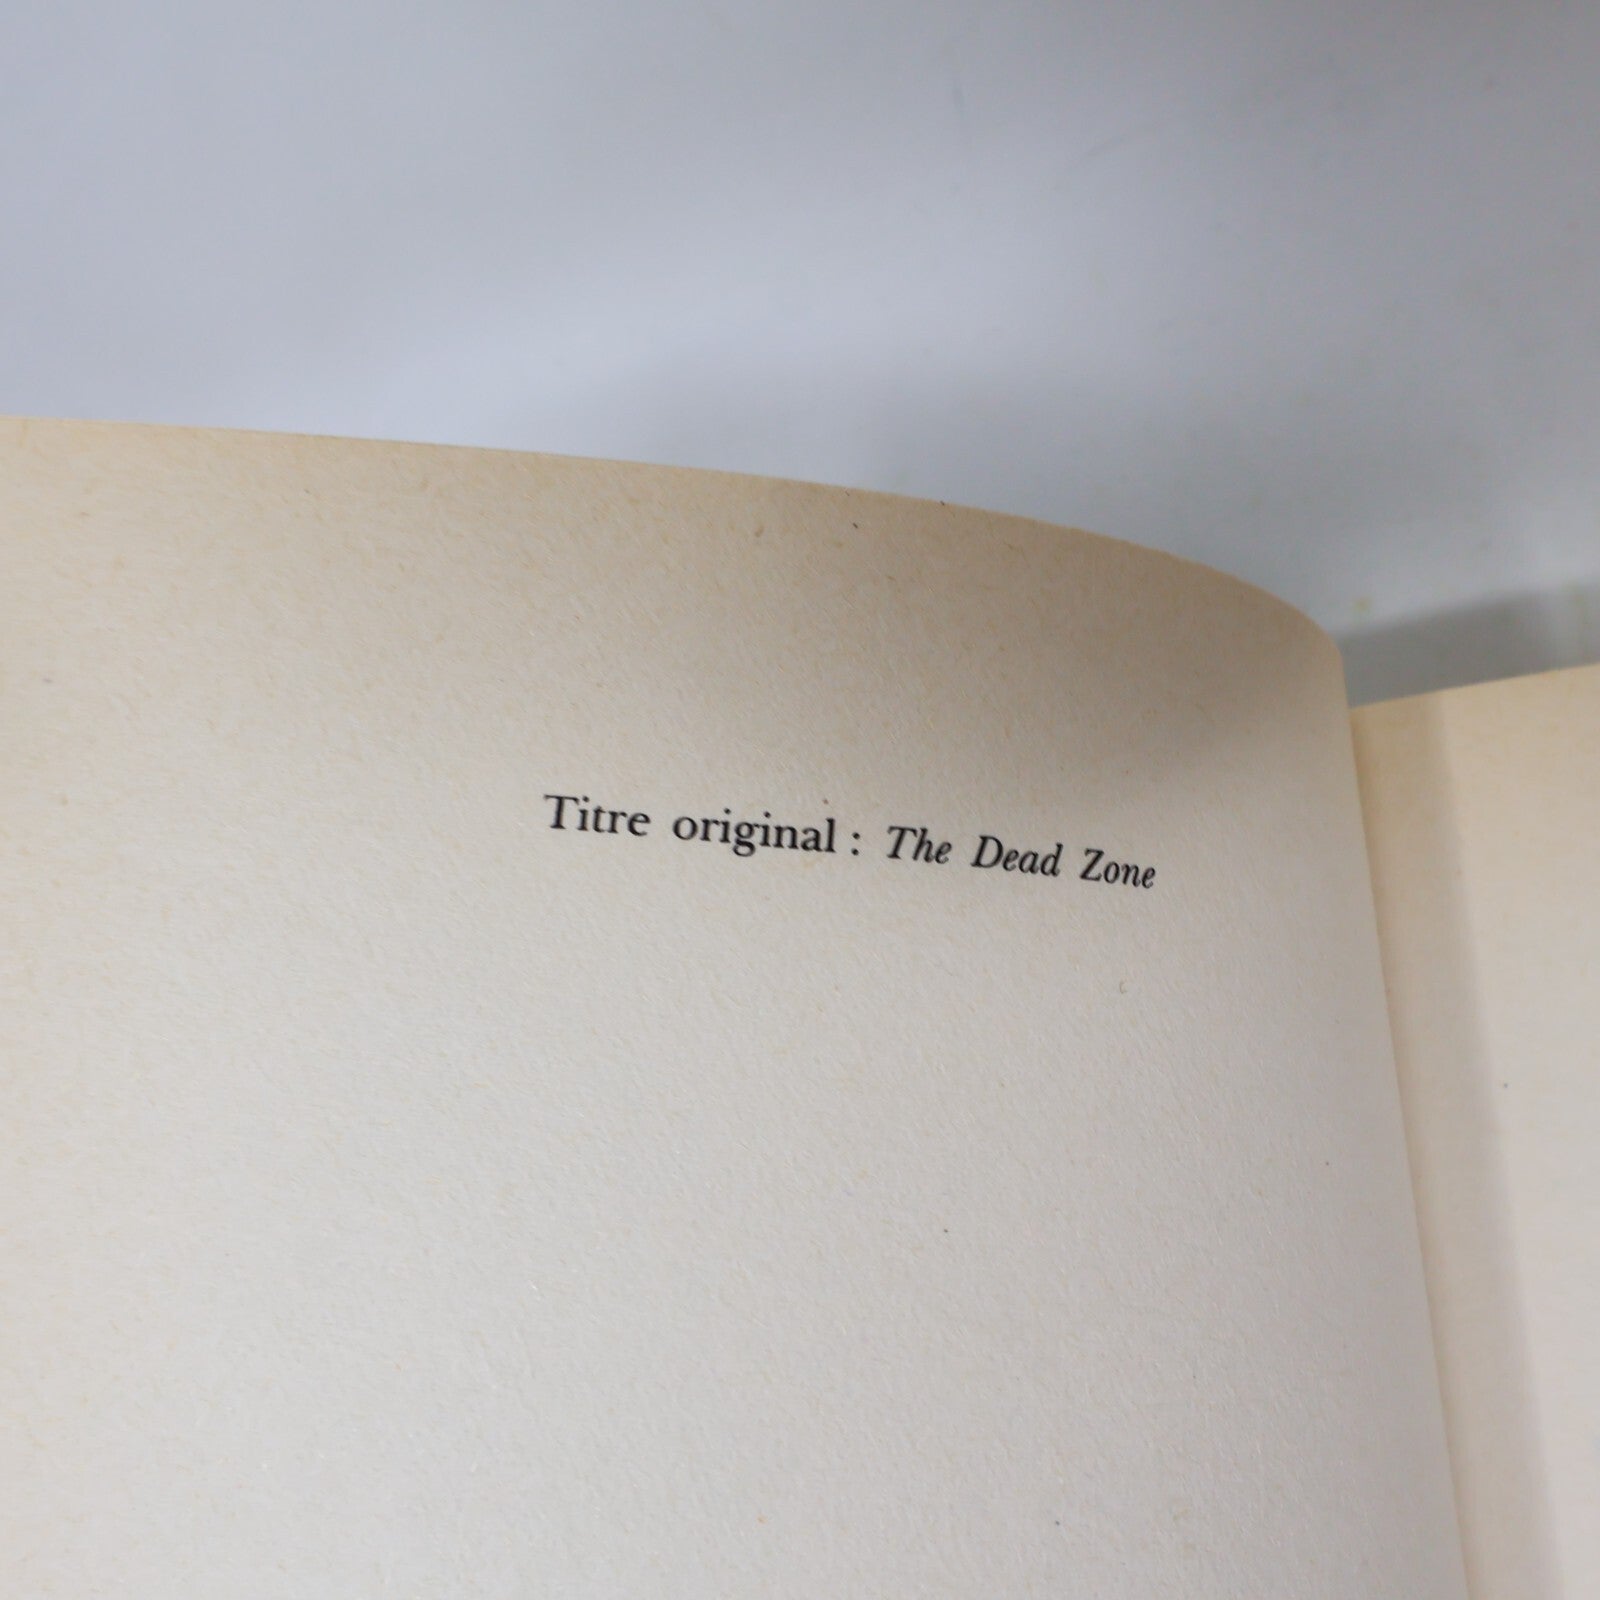 Titre original : The Dead Zone